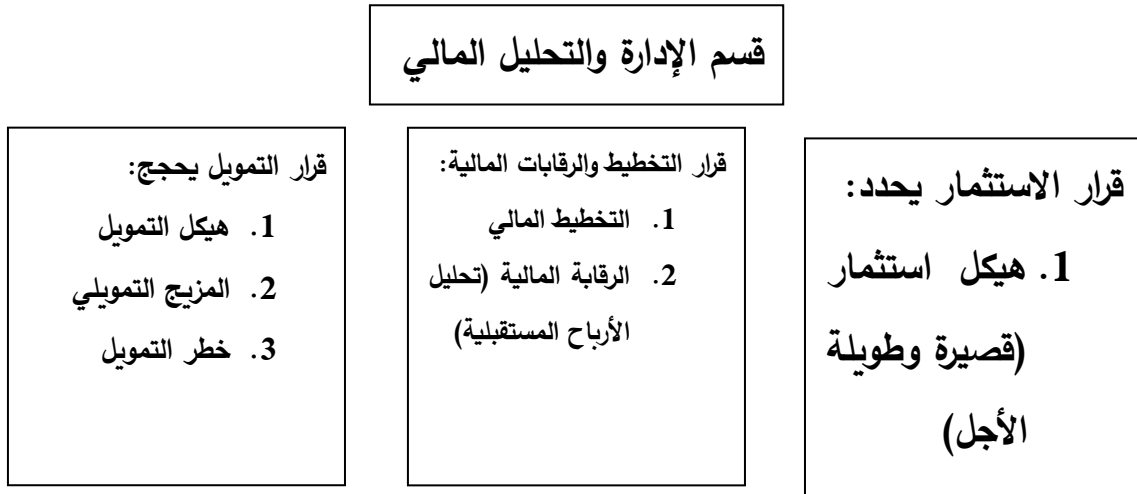 قسم الإدارة والتحليل المالي
قرار الاستثمار يحدد:
1. هيكل استثمار
(قصيرة وطويلة
الأجل)
قرار التخطيط والرقابات المالية:
1. التخطيط المالي
2. الرقابة المالية (تحليل
الأرباح المستقبلية)
قرار التمويل يحجج:
1. هيكل التمويل
2. المزيج التمويلي
3. خطر التمويل